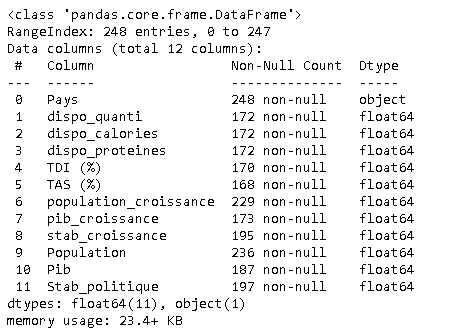 <class 'pandas.core.frame.DataFrame'>
RangeIndex: 248 entries, 0 to 247
Data columns (total 12 columns):
 #   Column                 Non-Null Count  Dtype
---  ------                 --------------  -----
 0   Pays                   248 non-null    object
 1   dispo_quanti           172 non-null    float64
 2   dispo_calories         172 non-null    float64
 3   dispo_proteines        172 non-null    float64
 4   TDI (%)                170 non-null    float64
 5   TAS (%)                168 non-null    float64
 6   population_croissance  229 non-null    float64
 7   pib_croissance         173 non-null    float64
 8   stab_croissance        195 non-null    float64
 9   Population             236 non-null    float64
 10  Pib                    187 non-null    float64
 11  Stab_politique         197 non-null    float64
dtypes: float64(11), object(1)
memory usage: 23.4+ KB